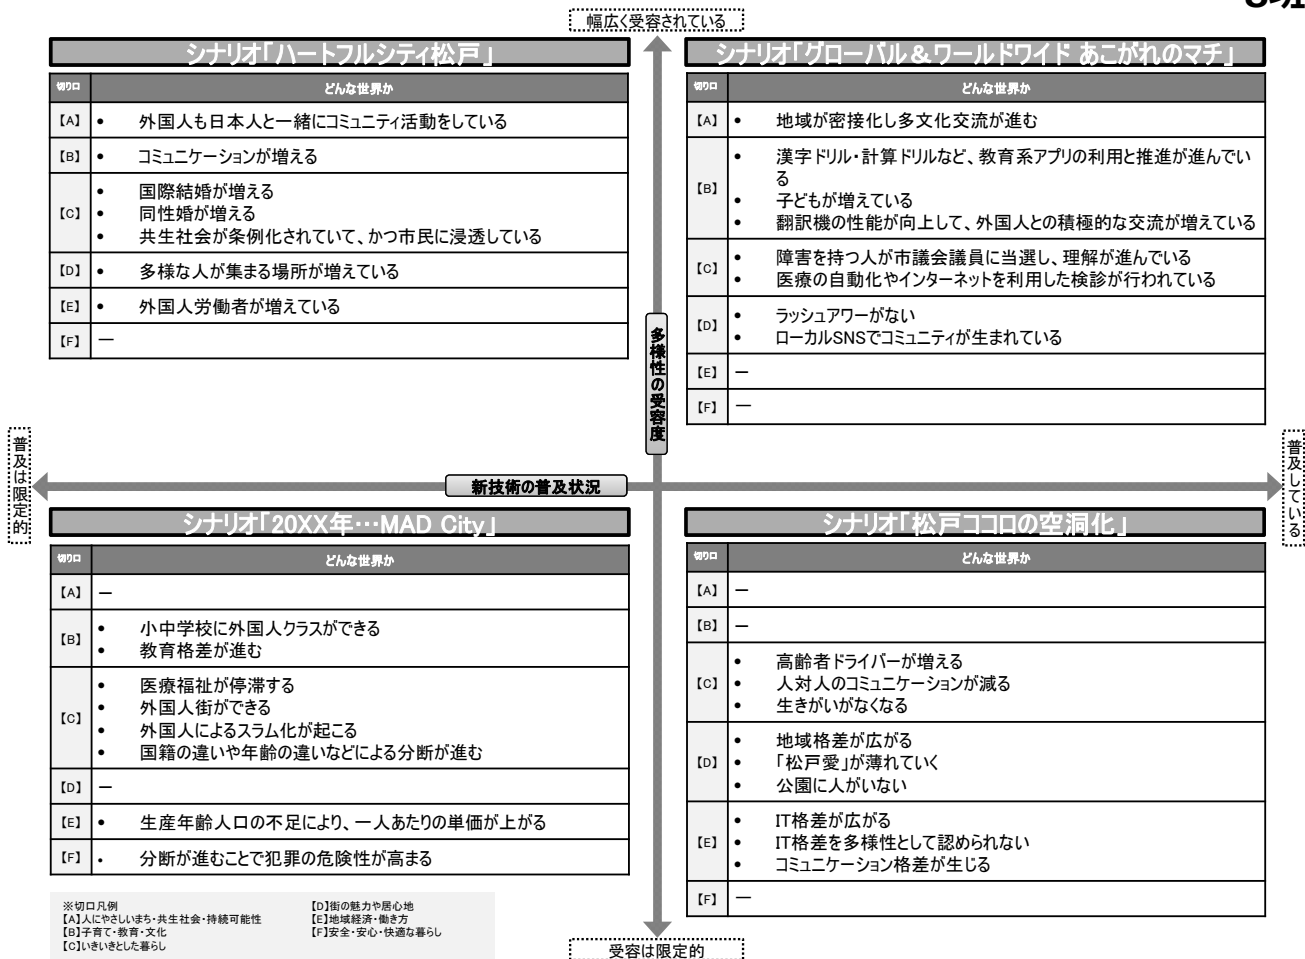 幅広く受容されている
シナリオ「ハートフルシティ松戸」
切り口 どんな世界か
【A】 • 外国人も日本人と一緒にコミュニティ活動をしている
【B】 • コミュニケーションが増える
【C】 • 国際結婚が増える
• 同性婚が増える
• 共生社会が条例化されていて、かつ市民に浸透している
【D】 • 多様な人が集まる場所が増えている
【E】 • 外国人労働者が増えている
【F】 ―
シナリオ「グローバル&ワールドワイド あこがれのマチ」
切り口 どんな世界か
【A】 • 地域が密接化し多文化交流が進む
【B】 • 漢字ドリル・計算ドリルなど、教育系アプリの利用と推進が進んでい
る
• 子どもが増えている
• 翻訳機の性能が向上して、外国人との積極的な交流が増えている
【C】 • 障害を持つ人が市議会議員に当選し、理解が進んでいる
• 医療の自動化やインターネットを利用した検診が行われている
【D】 • ラッシュアワーがない
• ローカルSNSでコミュニティが生まれている
【E】 ―
【F】 ―
多様性の受容度
普及は限定的
新技術の普及状況
普及している
シナリオ「20XX年…MAD City」
切り口 どんな世界か
【A】 ―
【B】 • 小中学校に外国人クラスができる
• 教育格差が進む
【C】 • 医療福祉が停滞する
• 外国人街ができる
• 外国人によるスラム化が起こる
• 国籍の違いや年齢の違いなどによる分断が進む
【D】 ―
【E】 • 生産年齢人口の不足により、一人あたりの単価が上がる
【F】 • 分断が進むことで犯罪の危険性が高まる
シナリオ「松戸ココロの空洞化」
切り口 どんな世界か
【A】 ―
【B】 ―
【C】 • 高齢者ドライバーが増える
• 人対人のコミュニケーションが減る
• 生きがいがなくなる
【D】 • 地域格差が広がる
• 「松戸愛」が薄れていく
• 公園に人がいない
【E】 • IT格差が広がる
• IT格差を多様性として認められない
• コミュニケーション格差が生じる
【F】 ―
※切口凡例
【A】人にやさしいまち・共生社会・持続可能性
【B】子育て・教育・文化
【C】いきいきとした暮らし
【D】街の魅力や居心地
【E】地域経済・働き方
【F】安全・安心・快適な暮らし
受容は限定的